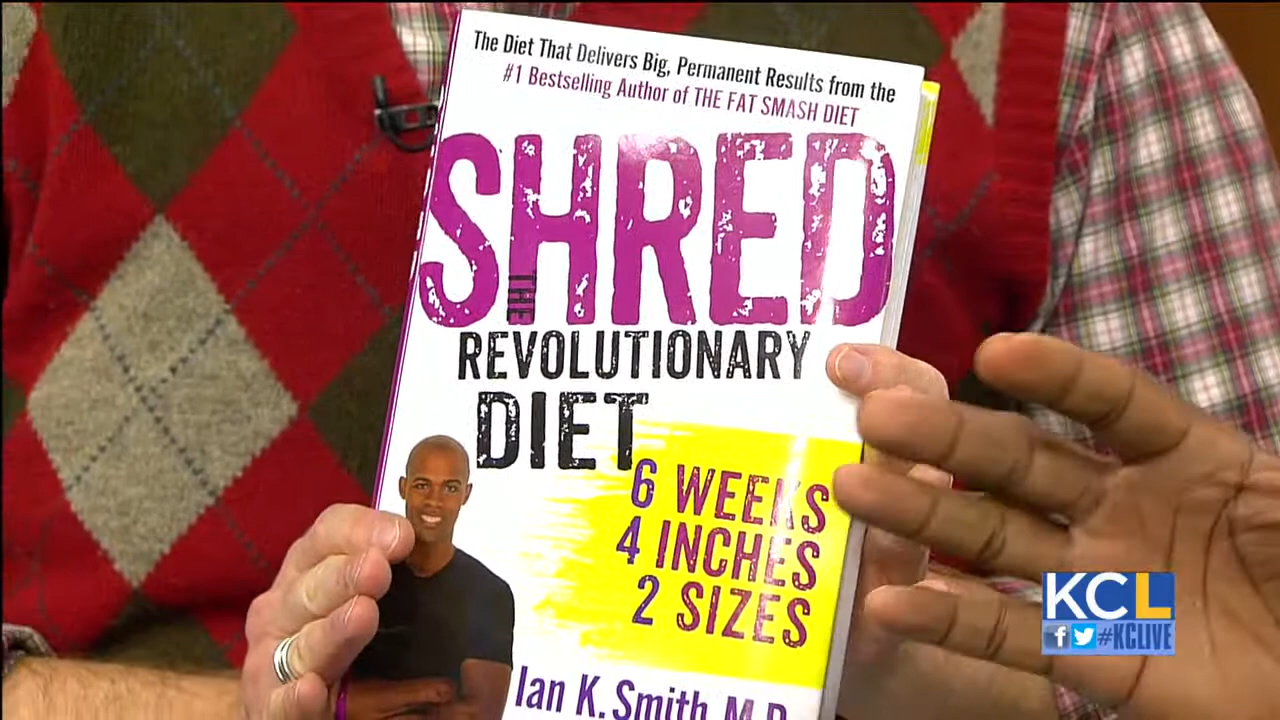 The Diet That Delivers Big, Permanent Results from the
#1 Bestselling Author of THE FAT SMASH DIET
SHRED
THE
REVOLUTIONARY
DIET
6 WEEKS
4 INCHES
2 SIZES
Ian K. Smith, M.D.
KCL
f #KCLIVE